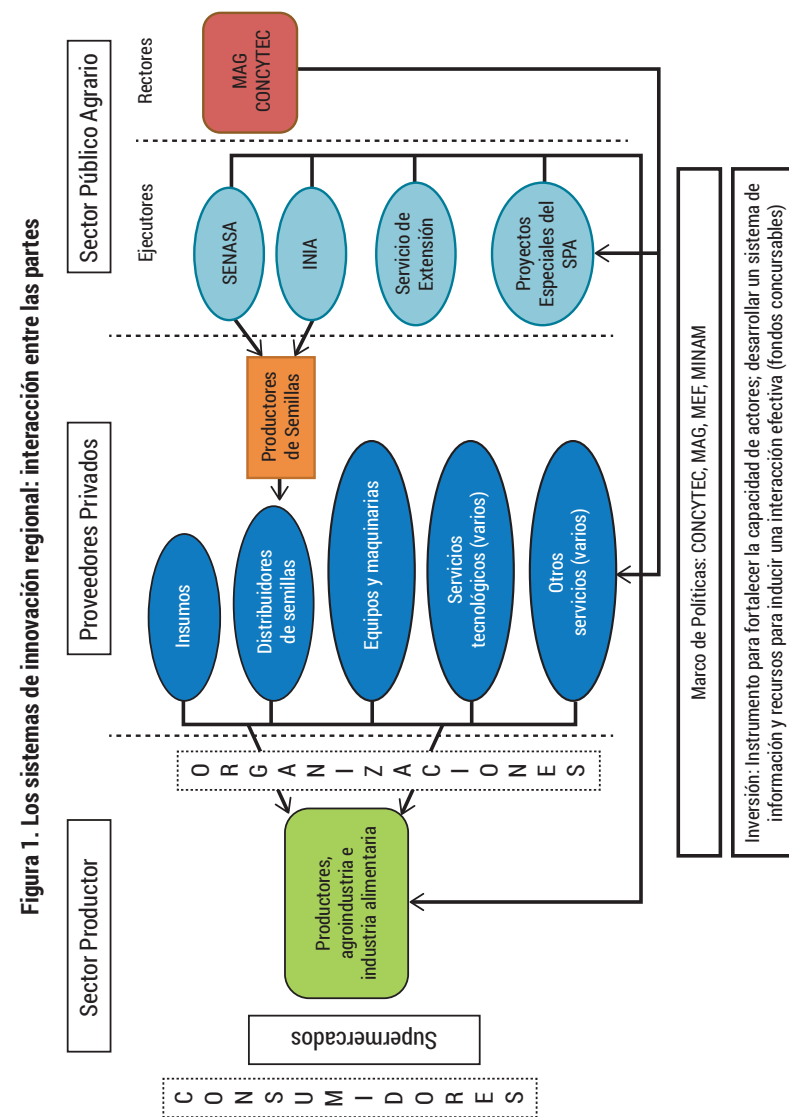 Figura 1. Los sistemas de innovación regional: interacción entre las partes
Sector Productor
Proveedores Privados
Sector Público Agrario
Ejecutores
Rectores
CONSUMIDORES
Supermercados
Productores,
agroindustria e
industria alimentaria
ORGANIZACIONES
Insumos
Distribuidores
de semillas
Equipos y maquinarias
Servicios
tecnológicos (varios)
Otros
servicios (varios)
Productores
de Semillas
SENASA
INIA
Servicio de
Extensión
Proyectos
Especiales del
SPA
MAG
CONCYTEC
Marco de Políticas: CONCYTEC, MAG, MEF, MINAM
Inversión: Instrumento para fortalecer la capacidad de actores; desarrollar un sistema de
información y recursos para inducir una interacción efectiva (fondos concursables)